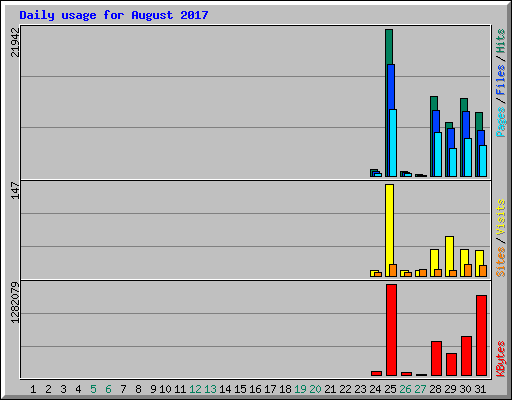 Daily usage for August 2017
21942
Pages/Files/Hits
147
Sites/Visits
1282079
KBytes
1 2 3 4 5 6 7 8 9 10 11 12 13 14 15 16 17 18 19 20 21 22 23 24 25 26 27 28 29 30 31